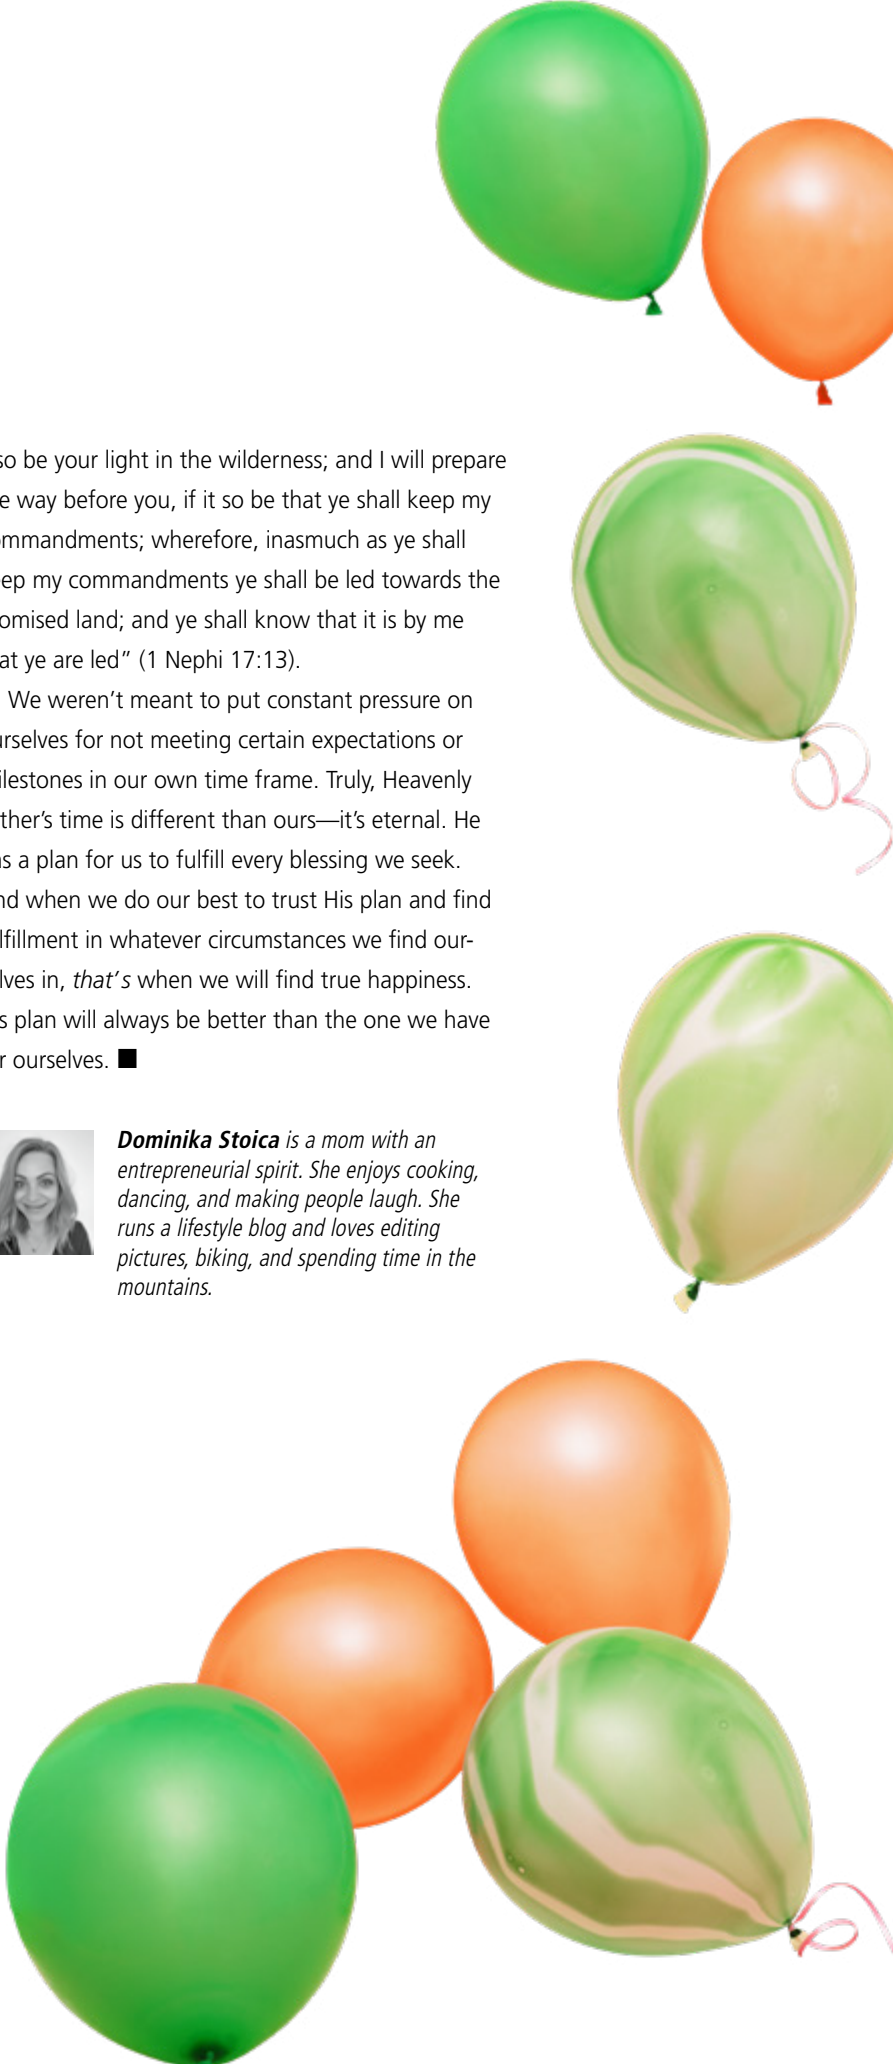 so be your light in the wilderness; and I will prepare
e way before you, if it so be that ye shall keep my
mmandments; wherefore, inasmuch as ye shall
ep my commandments ye shall be led towards the
omised land; and ye shall know that it is by me
at ye are led” (1 Nephi 17:13).
We weren’t meant to put constant pressure on
urselves for not meeting certain expectations or
ilestones in our own time frame. Truly, Heavenly
ther’s time is different than ours—it’s eternal. He
as a plan for us to fulfill every blessing we seek.
nd when we do our best to trust His plan and find
lfillment in whatever circumstances we find our-
lves in, that’s when we will find true happiness.
s plan will always be better than the one we have
r ourselves. ■
Dominika Stoica is a mom with an
entrepreneurial spirit. She enjoys cooking,
dancing, and making people laugh. She
runs a lifestyle blog and loves editing
pictures, biking, and spending time in the
mountains.